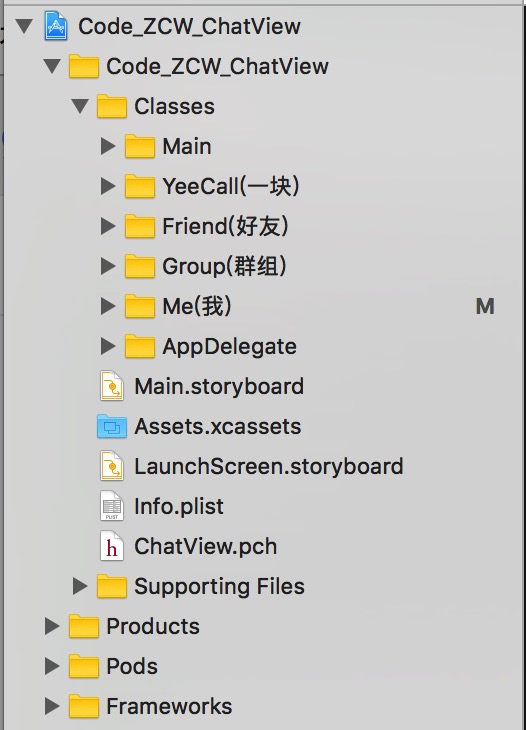 Code_ZCW_ChatView
Code_ZCW_ChatView
Classes
Main
YeeCall(一块)
Friend(好友)
Group(群组)
Me(我) M
AppDelegate
Main.storyboard
Assets.xcassets
LaunchScreen.storyboard
PLIST Info.plist
h ChatView.pch
Supporting Files
Products
Pods
Frameworks